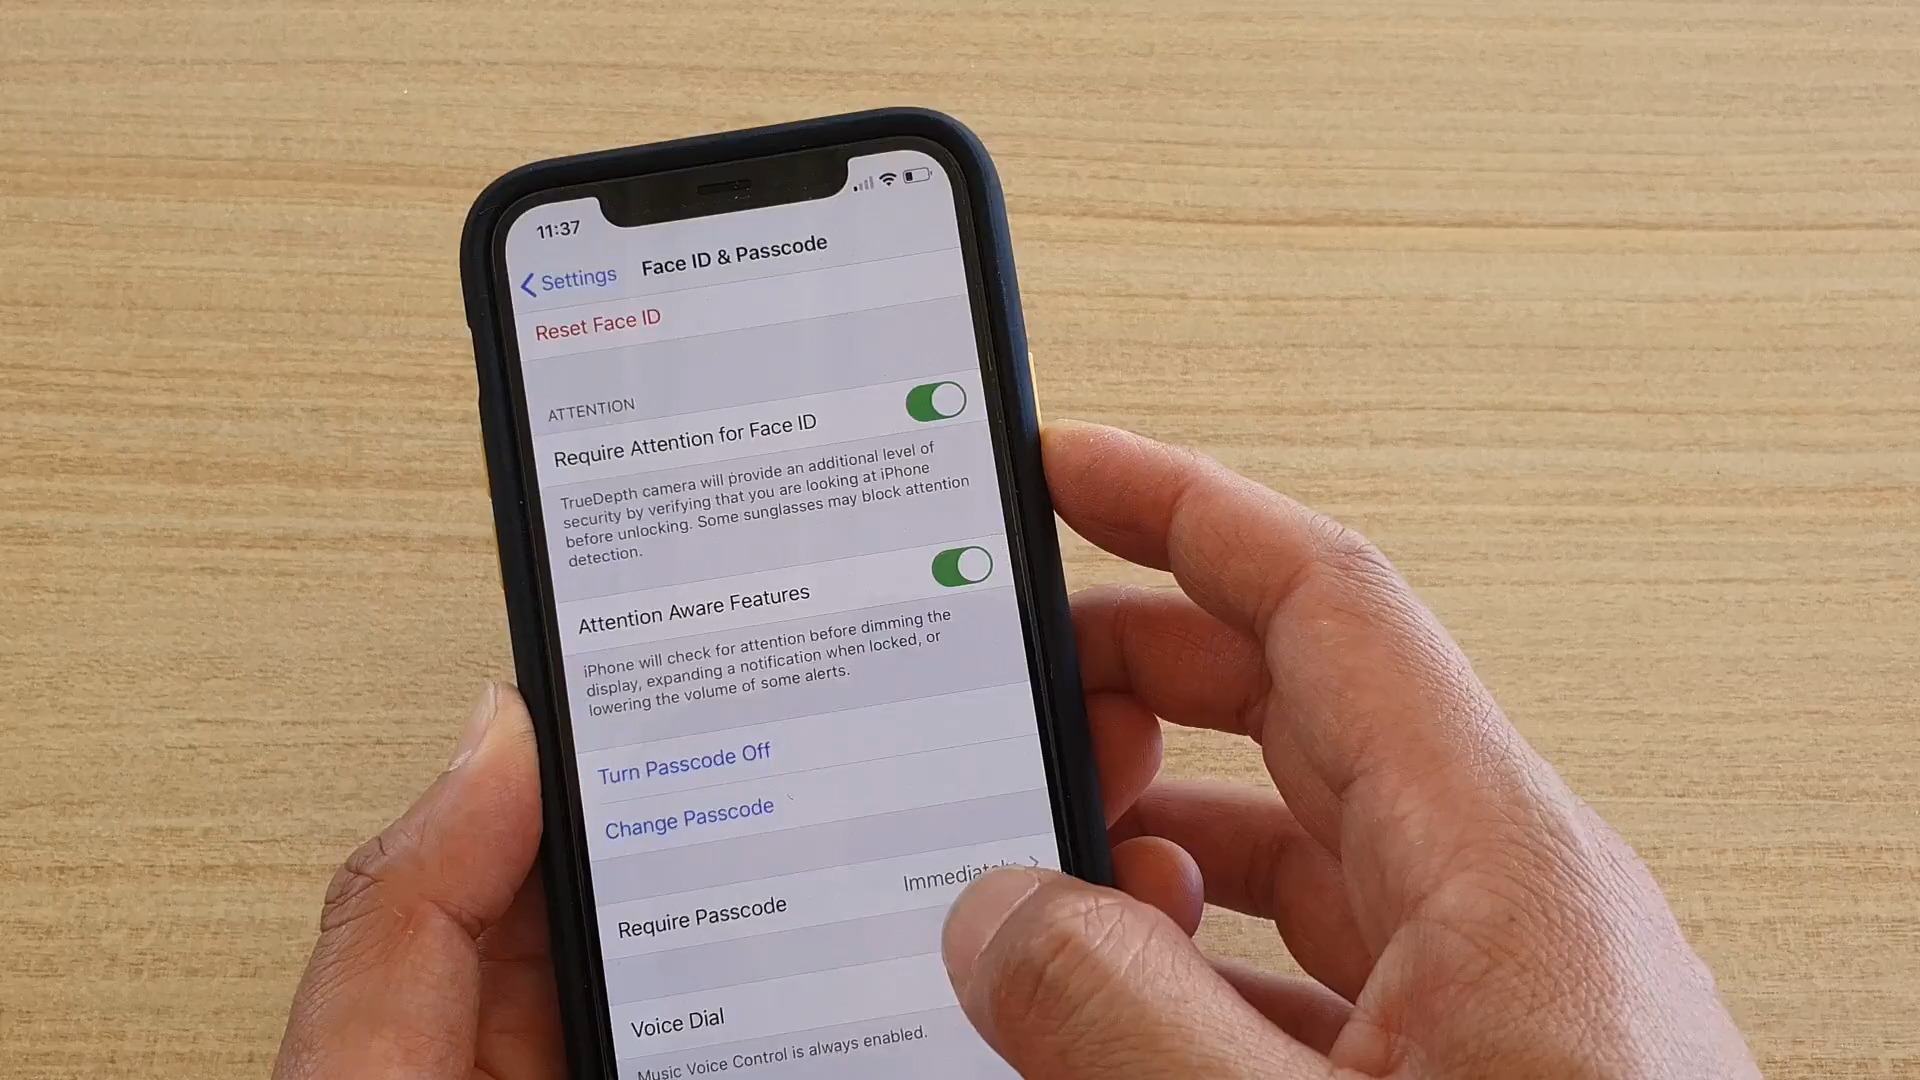 11:37
Settings
Face ID & Passcode
Reset Face ID
ATTENTION
Require Attention for Face ID
TrueDepth camera will provide an additional level of
security by verifying that you are looking at iPhone
before unlocking. Some sunglasses may block attention
detection.
Attention Aware Features
iPhone will check for attention before dimming the
display, expanding a notification when locked, or
lowering the volume of some alerts.
Turn Passcode Off
Change Passcode
Require Passcode Immediately
Voice Dial
Music Voice Control is always enabled.